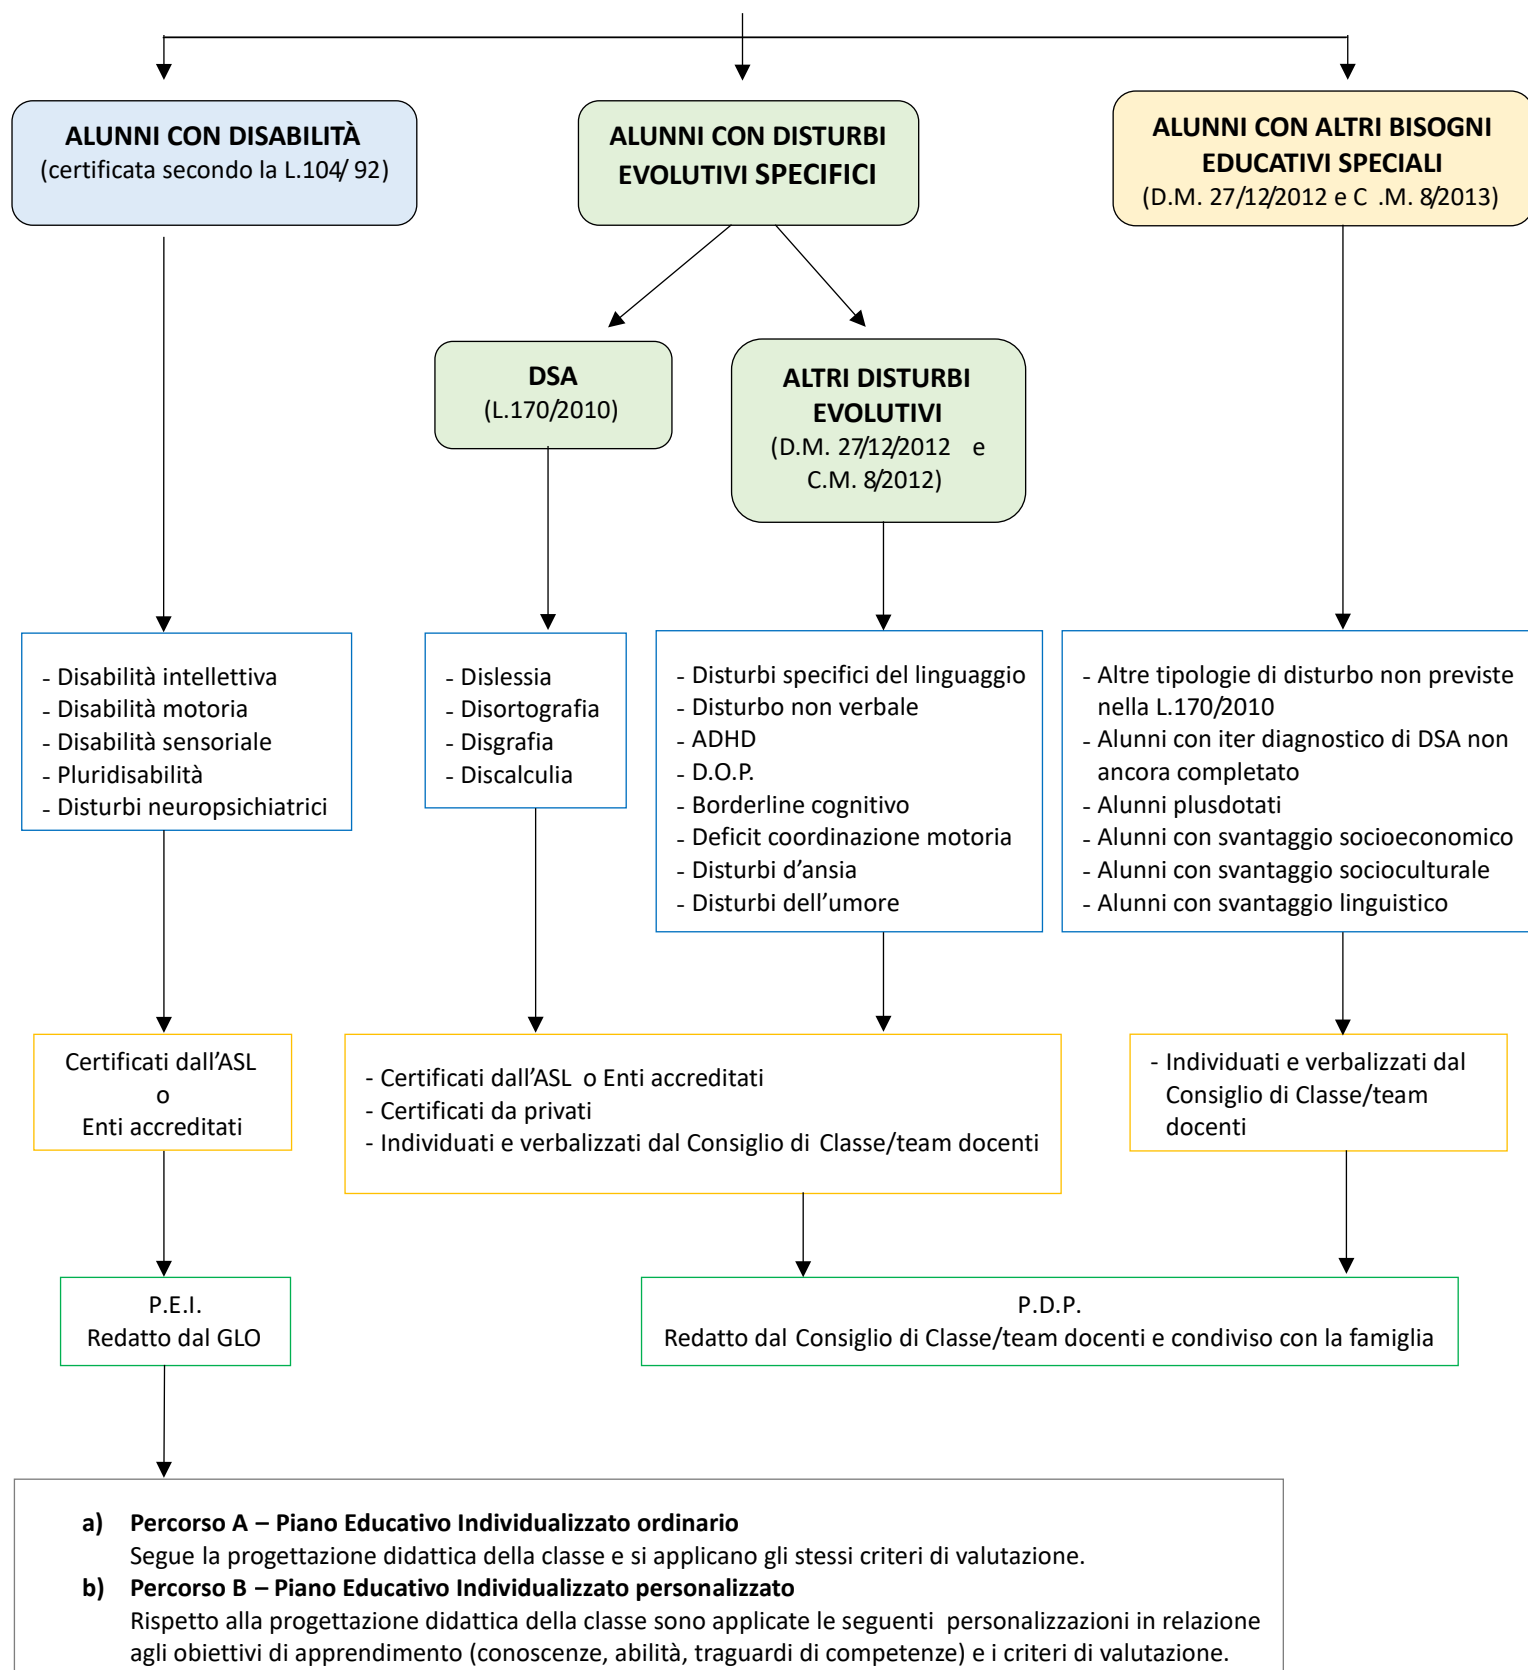 ALUNNI CON DISABILITÀ
(certificata secondo la L.104/ 92)
ALUNNI CON DISTURBI
EVOLUTIVI SPECIFICI
ALUNNI CON ALTRI BISOGNI
EDUCATIVI SPECIALI
(D.M. 27/12/2012 e C .M. 8/2013)
DSA
(L.170/2010)
ALTRI DISTURBI
EVOLUTIVI
(D.M. 27/12/2012 e
C.M. 8/2012)
- Disabilità intellettiva
- Disabilità motoria
- Disabilità sensoriale
- Pluridisabilità
- Disturbi neuropsichiatrici
- Dislessia
- Disortografia
- Disgrafia
- Discalculia
- Disturbi specifici del linguaggio
- Disturbo non verbale
- ADHD
- D.O.P.
- Borderline cognitivo
- Deficit coordinazione motoria
- Disturbi d’ansia
- Disturbi dell’umore
- Altre tipologie di disturbo non previste
nella L.170/2010
- Alunni con iter diagnostico di DSA non
ancora completato
- Alunni plusdotati
- Alunni con svantaggio socioeconomico
- Alunni con svantaggio socioculturale
- Alunni con svantaggio linguistico
Certificati dall’ASL
o
Enti accreditati
- Certificati dall’ASL o Enti accreditati
- Certificati da privati
- Individuati e verbalizzati dal Consiglio di Classe/team docenti
- Individuati e verbalizzati dal
Consiglio di Classe/team
docenti
P.E.I.
Redatto dal GLO
P.D.P.
Redatto dal Consiglio di Classe/team docenti e condiviso con la famiglia
a) Percorso A – Piano Educativo Individualizzato ordinario
Segue la progettazione didattica della classe e si applicano gli stessi criteri di valutazione.
b) Percorso B – Piano Educativo Individualizzato personalizzato
Rispetto alla progettazione didattica della classe sono applicate le seguenti personalizzazioni in relazione
agli obiettivi di apprendimento (conoscenze, abilità, traguardi di competenze) e i criteri di valutazione.